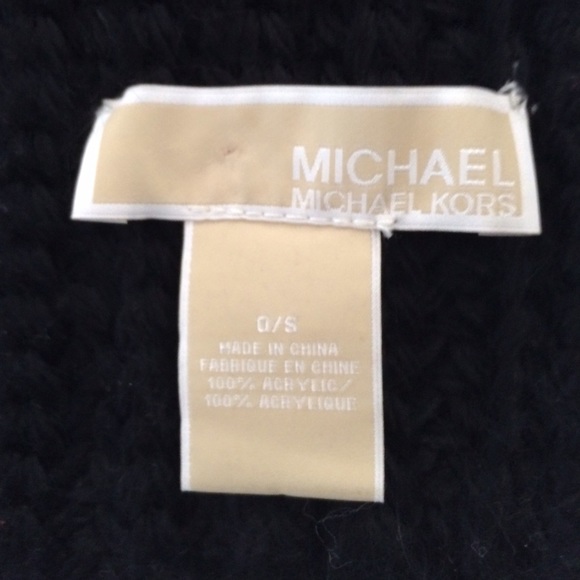 MICHAEL
MICHAEL KORS
O/S
MADE IN CHINA
FABRIQUE EN CHINE
100% ACRYLIC/
100% ACRYLIQUE